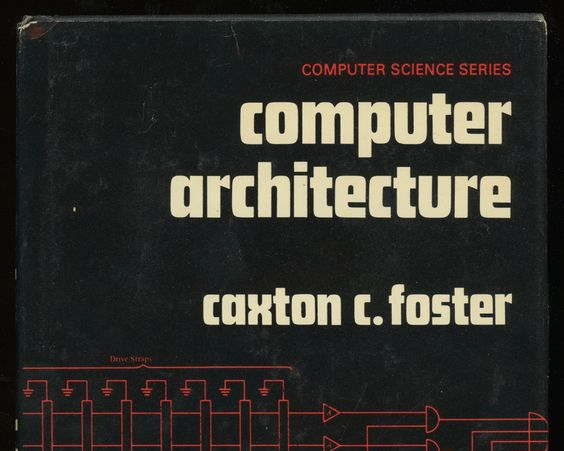 COMPUTER SCIENCE SERIES
computer
architecture
caxton c. foster
Drive Straps
A
A